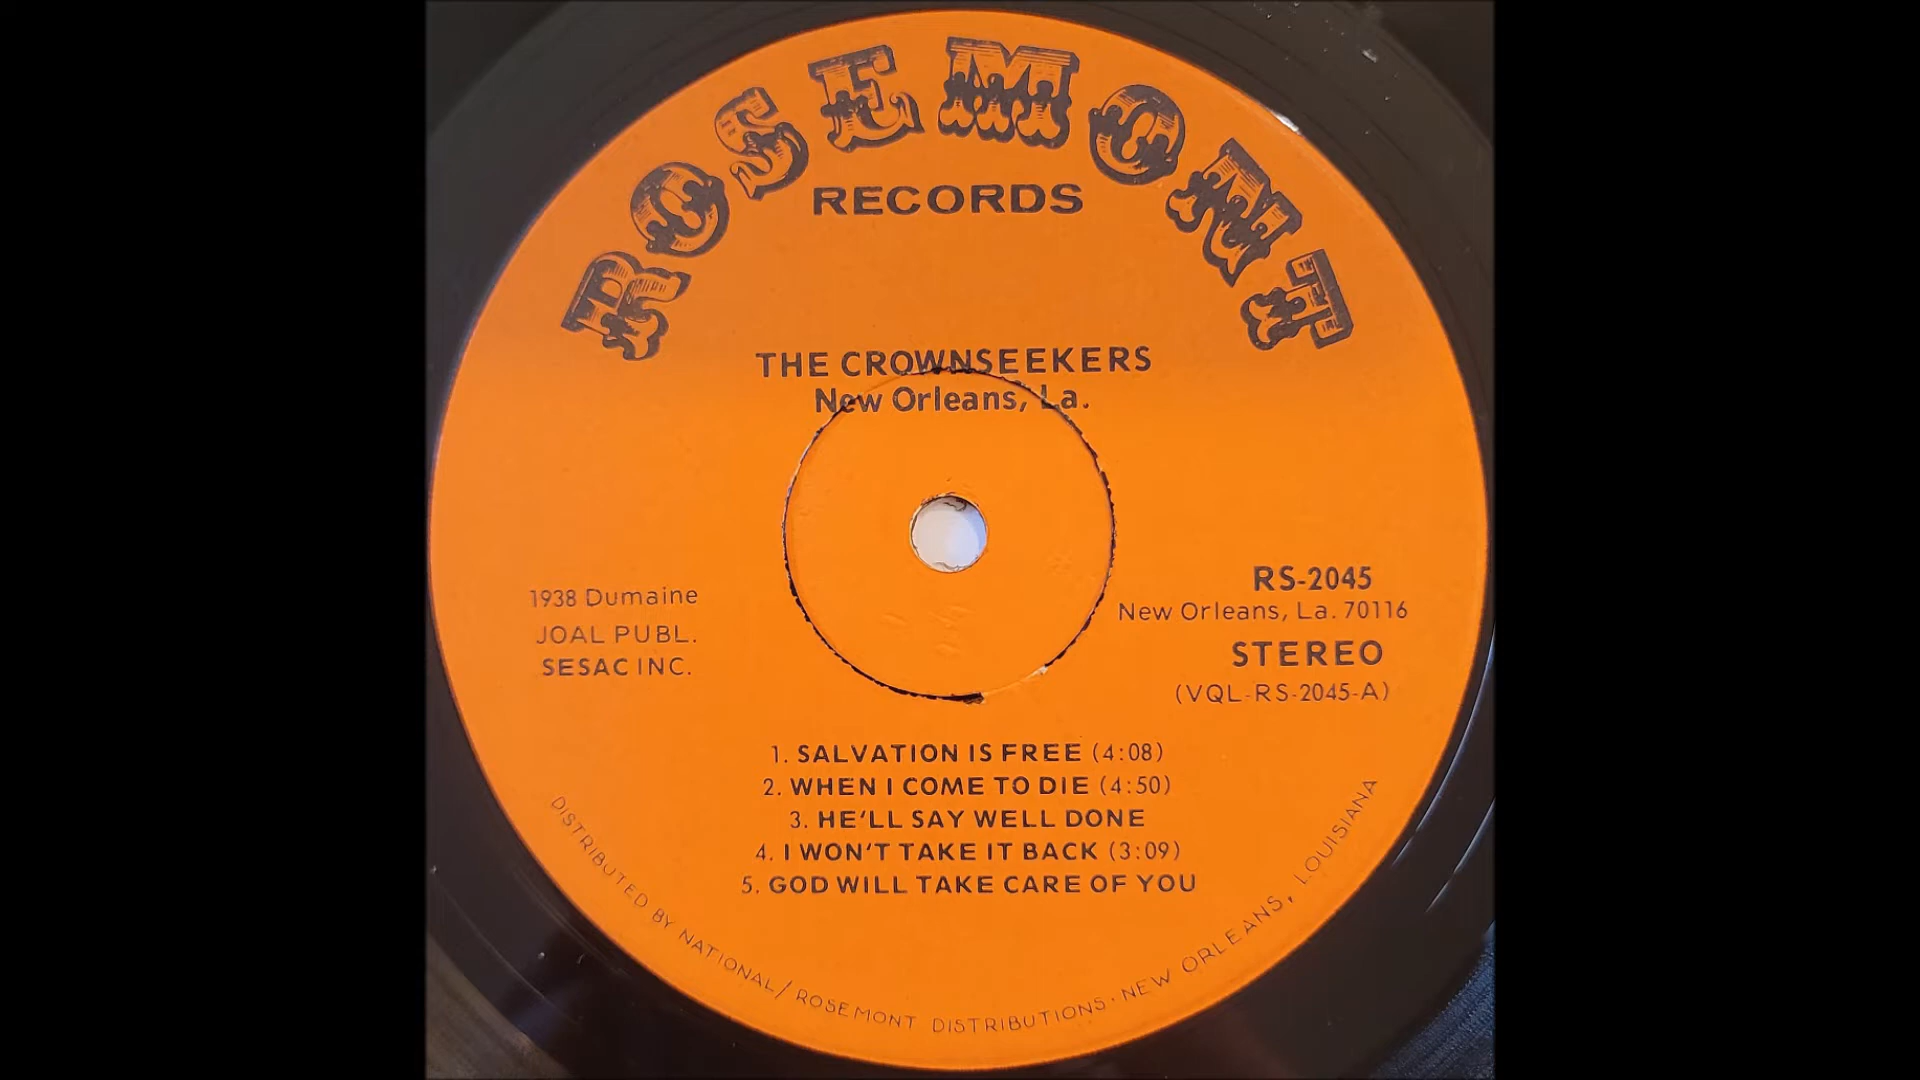 ROSEMONT
RECORDS
THE CROWNSEEKERS
New Orleans, La.
1938 Dumaine
JOAL PUBL.
SESAC INC.
RS-2045
New Orleans, La. 70116
STEREO
(VQL-RS-2045-A)
1. SALVATION IS FREE (4:08)
2. WHEN I COME TO DIE (4:50)
3. HE'LL SAY WELL DONE
4. I WON'T TAKE IT BACK (3:09)
5. GOD WILL TAKE CARE OF YOU
DISTRIBUTED BY NATIONAL/ROSEMONT DISTRIBUTIONS · NEW ORLEANS, LOUISIANA